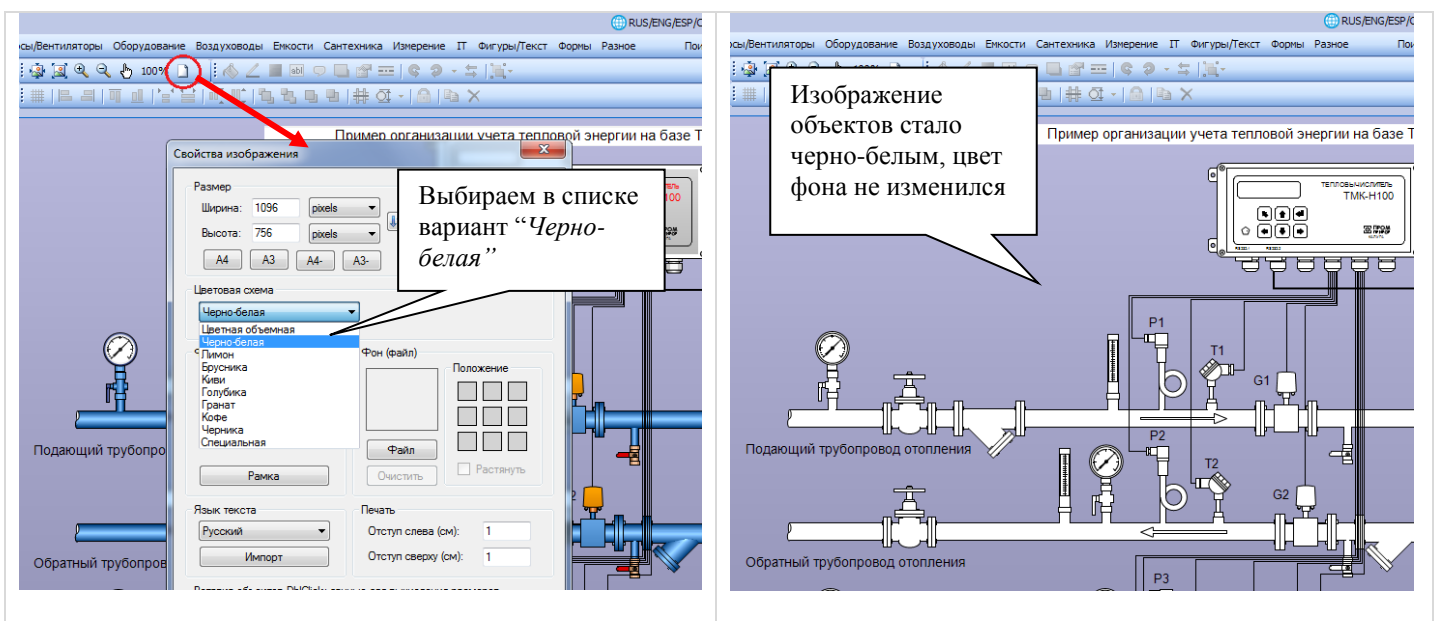 RUS/ENG/ESP/
сы/Вентиляторы Оборудование Воздуховоды Емкости Сантехника Измерение IT Фигуры/Текст Формы Разное Пои
100%
abl
Пример организации учета тепловой энергии на базе Т
Свойства изображения
Размер
Ширина: 1096 pixels
Высота: 756 pixels
A4 A3 A4- A3-
Выбираем в списке
вариант “Черно-
белая”
Цветовая схема
Черно-белая
Цветная объемная
Черно-белая
Лимон
Брусника
Киви
Голубика
Гранат
Кофе
Черника
Специальная
Фон (файл)
Положение
Файл
Очистить
Растянуть
Рамка
Язык текста
Русский
Импорт
Печать
Отступ слева (см): 1
Отступ сверху (см): 1
Подающий трубопро
Обратный трубопров
RUS/ENG/ESP/
сы/Вентиляторы Оборудование Воздуховоды Емкости Сантехника Измерение IT Фигуры/Текст Формы Разное Пои
Изображение
объектов стало
черно-белым, цвет
фона не изменился
Пример организации учета тепловой энергии на базе Т
ТЕПЛОВЫЧИСЛИТЕЛЬ
ТМК-Н100
P1
T1
G1
Подающий трубопровод отопления
P2
T2
G2
Обратный трубопровод отопления
P3